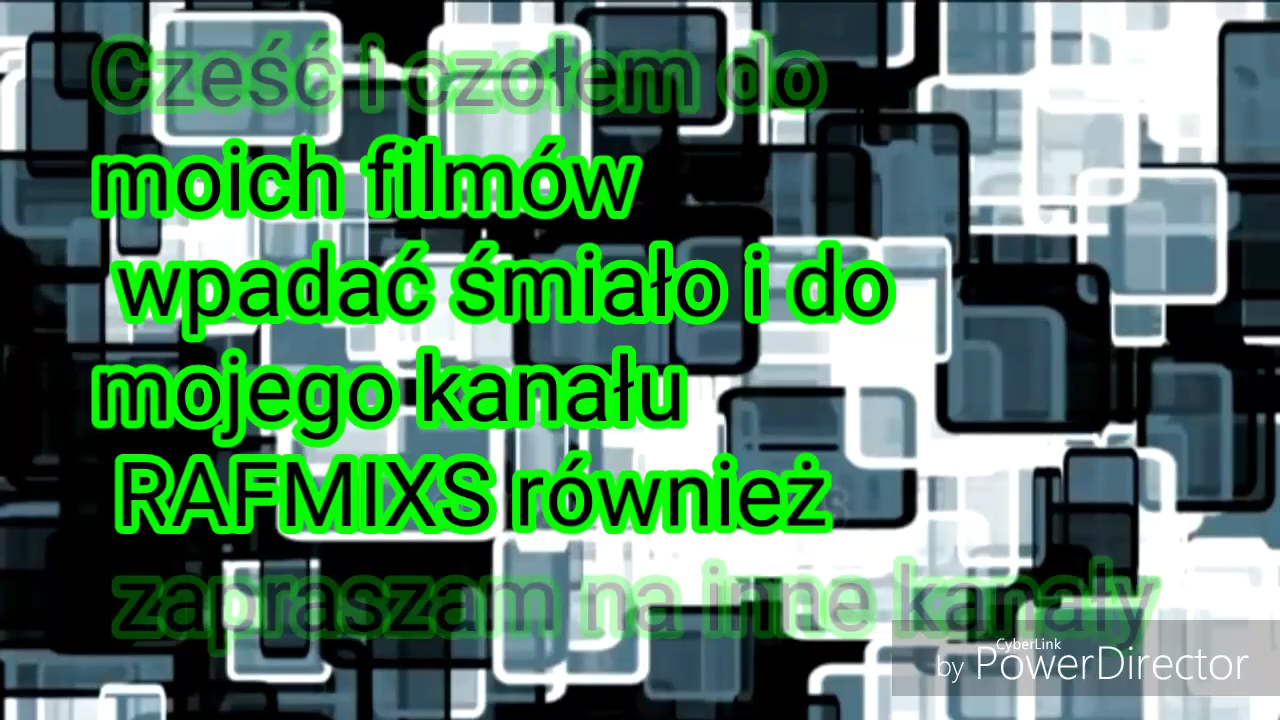 Cześć i czołem do
moich filmów
wpadać śmiało i do
mojego kanału
RAFMIXS również
zapraszam na inne kanały
CyberLink
by PowerDirector